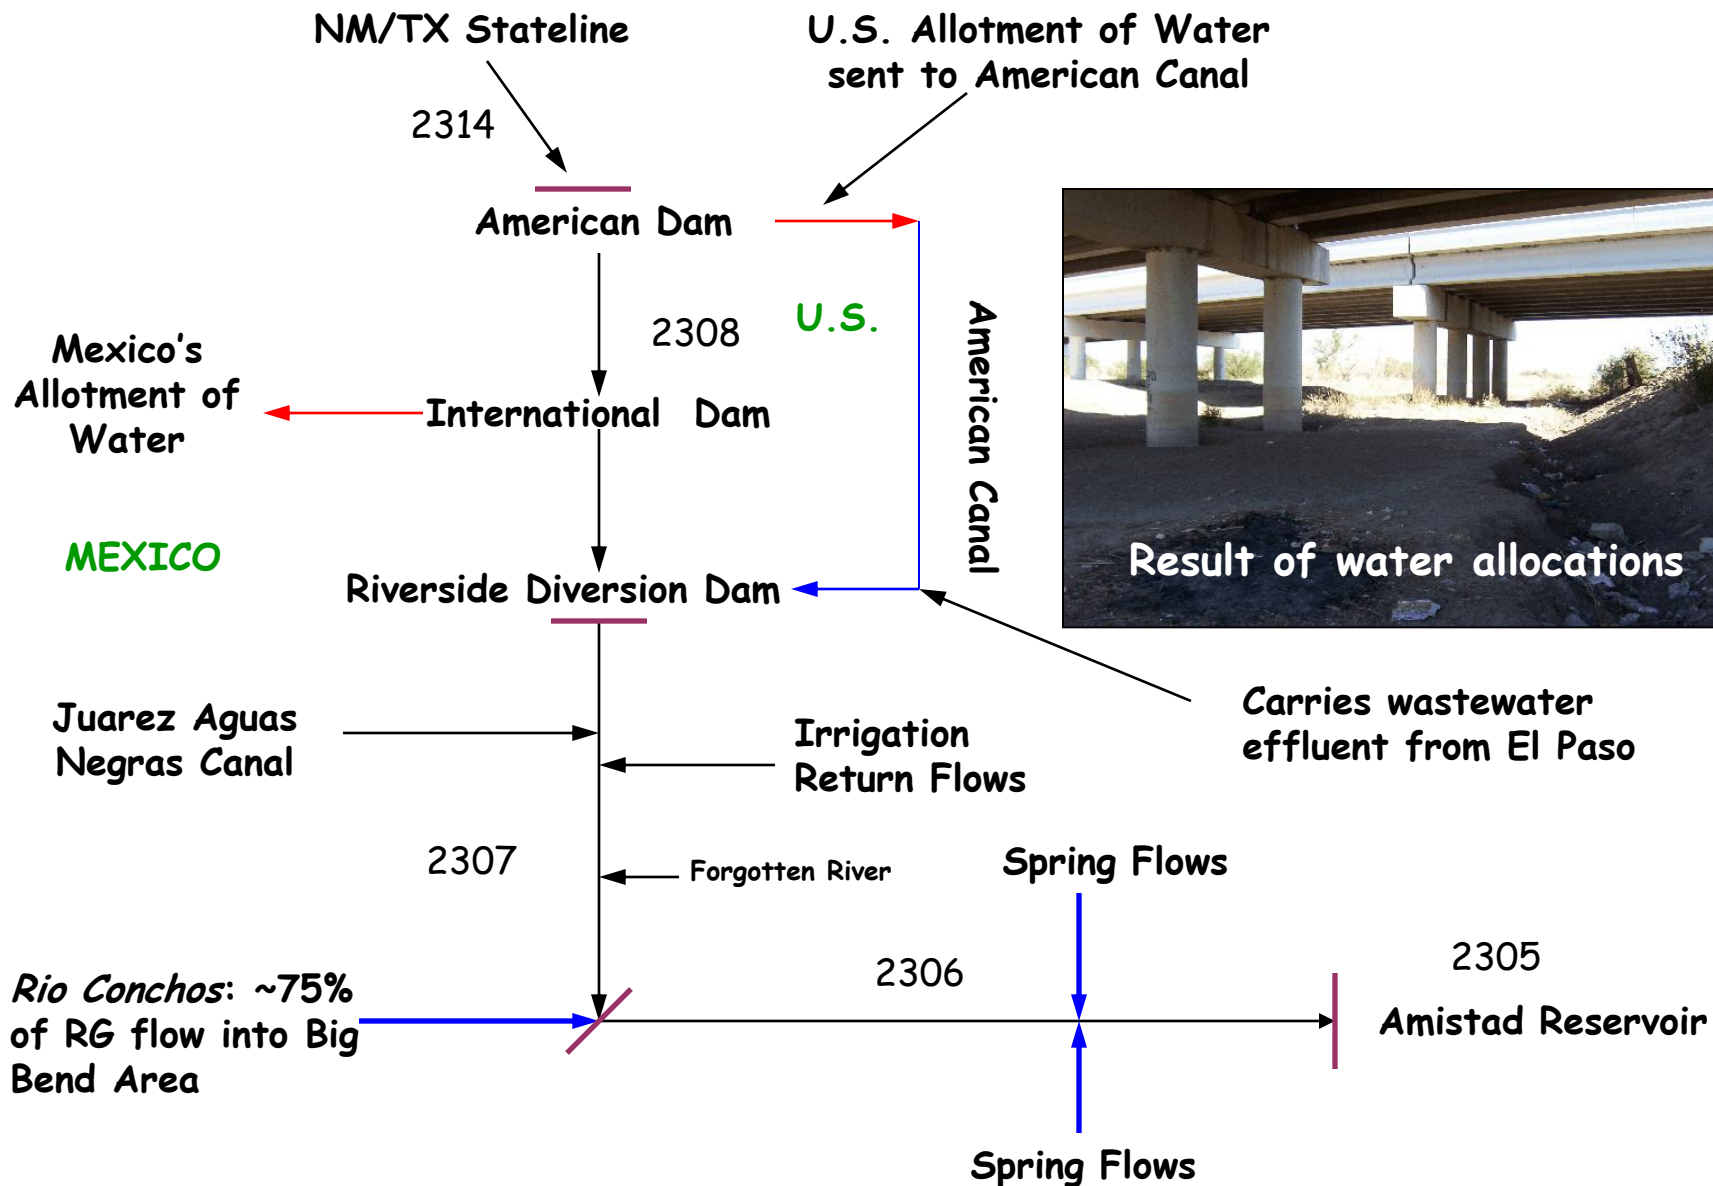 NM/TX Stateline
U.S. Allotment of Water
sent to American Canal
2314
American Dam
U.S.
2308
American Canal
Mexico's
Allotment of
Water
International Dam
MEXICO
Riverside Diversion Dam
Result of water allocations
Juarez Aguas
Negras Canal
Irrigation
Return Flows
Carries wastewater
effluent from El Paso
2307
Forgotten River
Spring Flows
2306
2305
Rio Conchos: ~75%
of RG flow into Big
Bend Area
Amistad Reservoir
Spring Flows